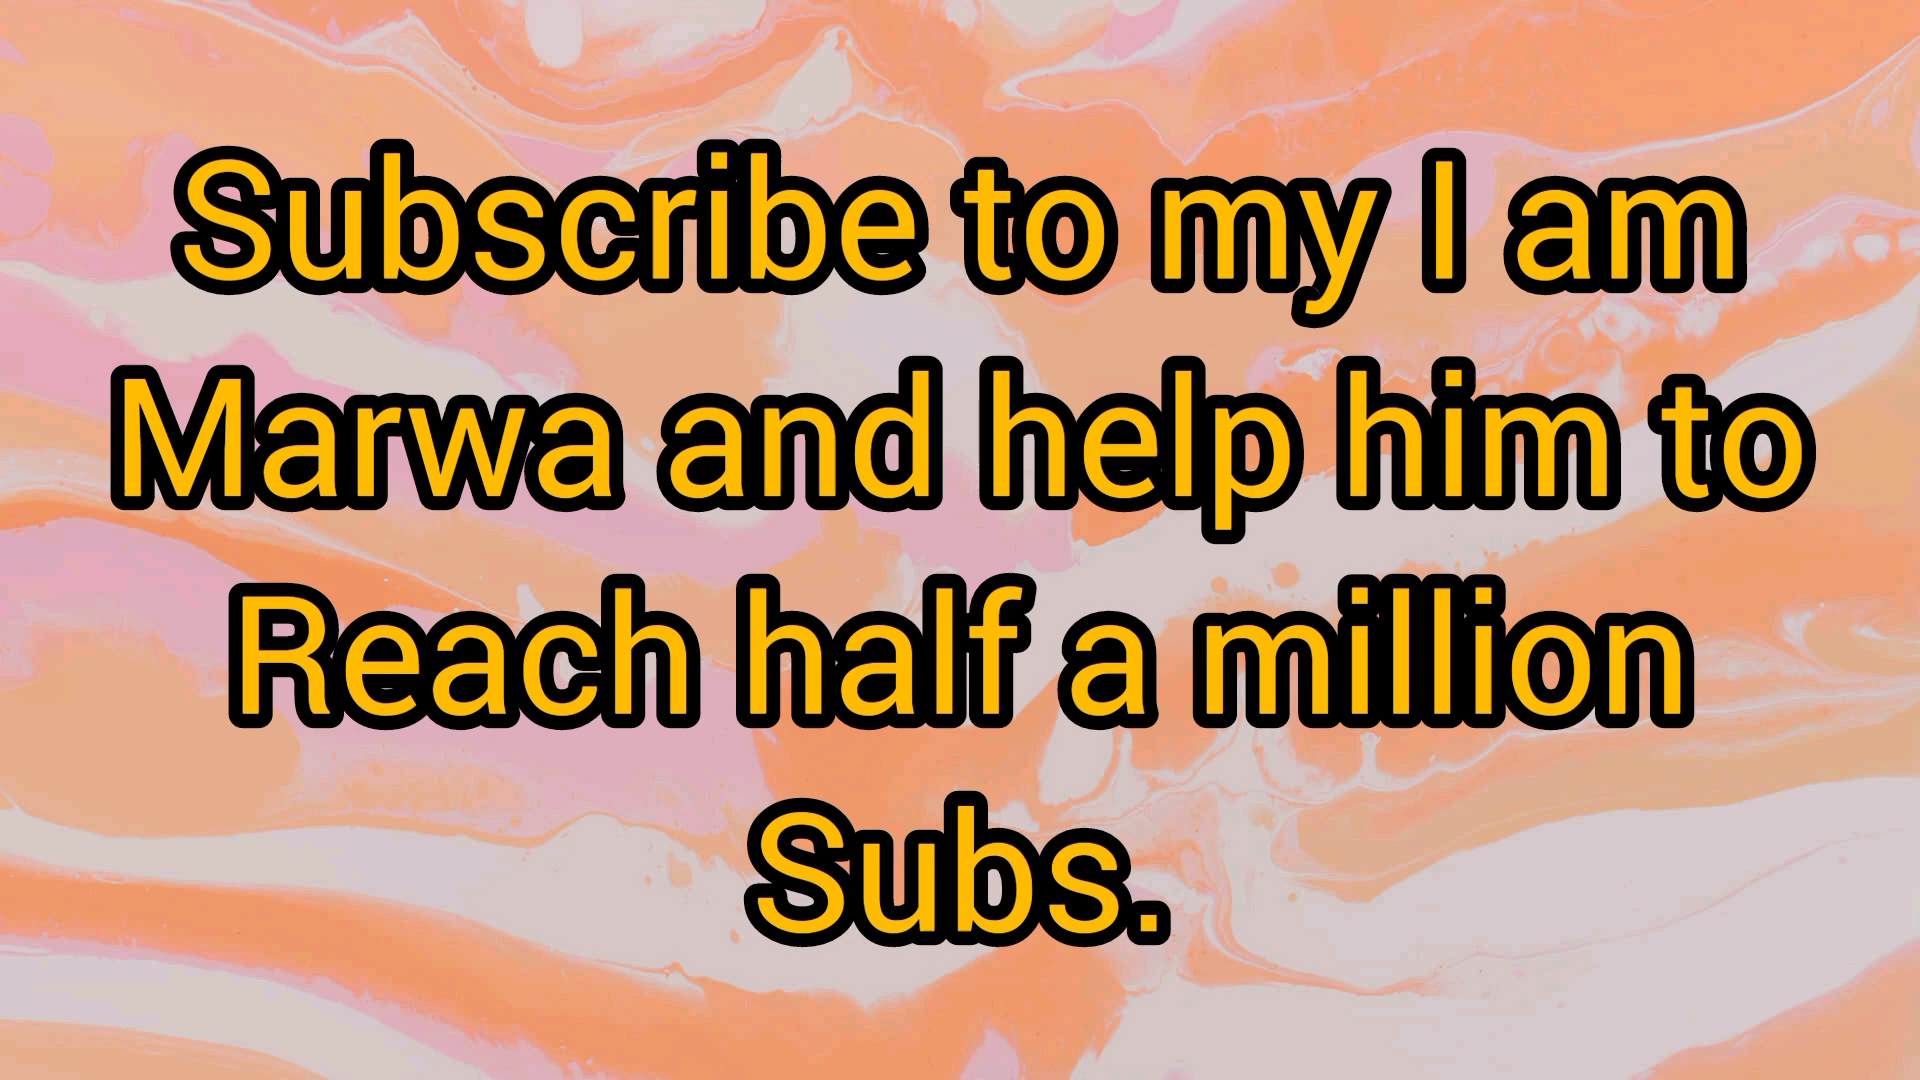 Subscribe to my I am
Marwa and help him to
Reach half a million
Subs.